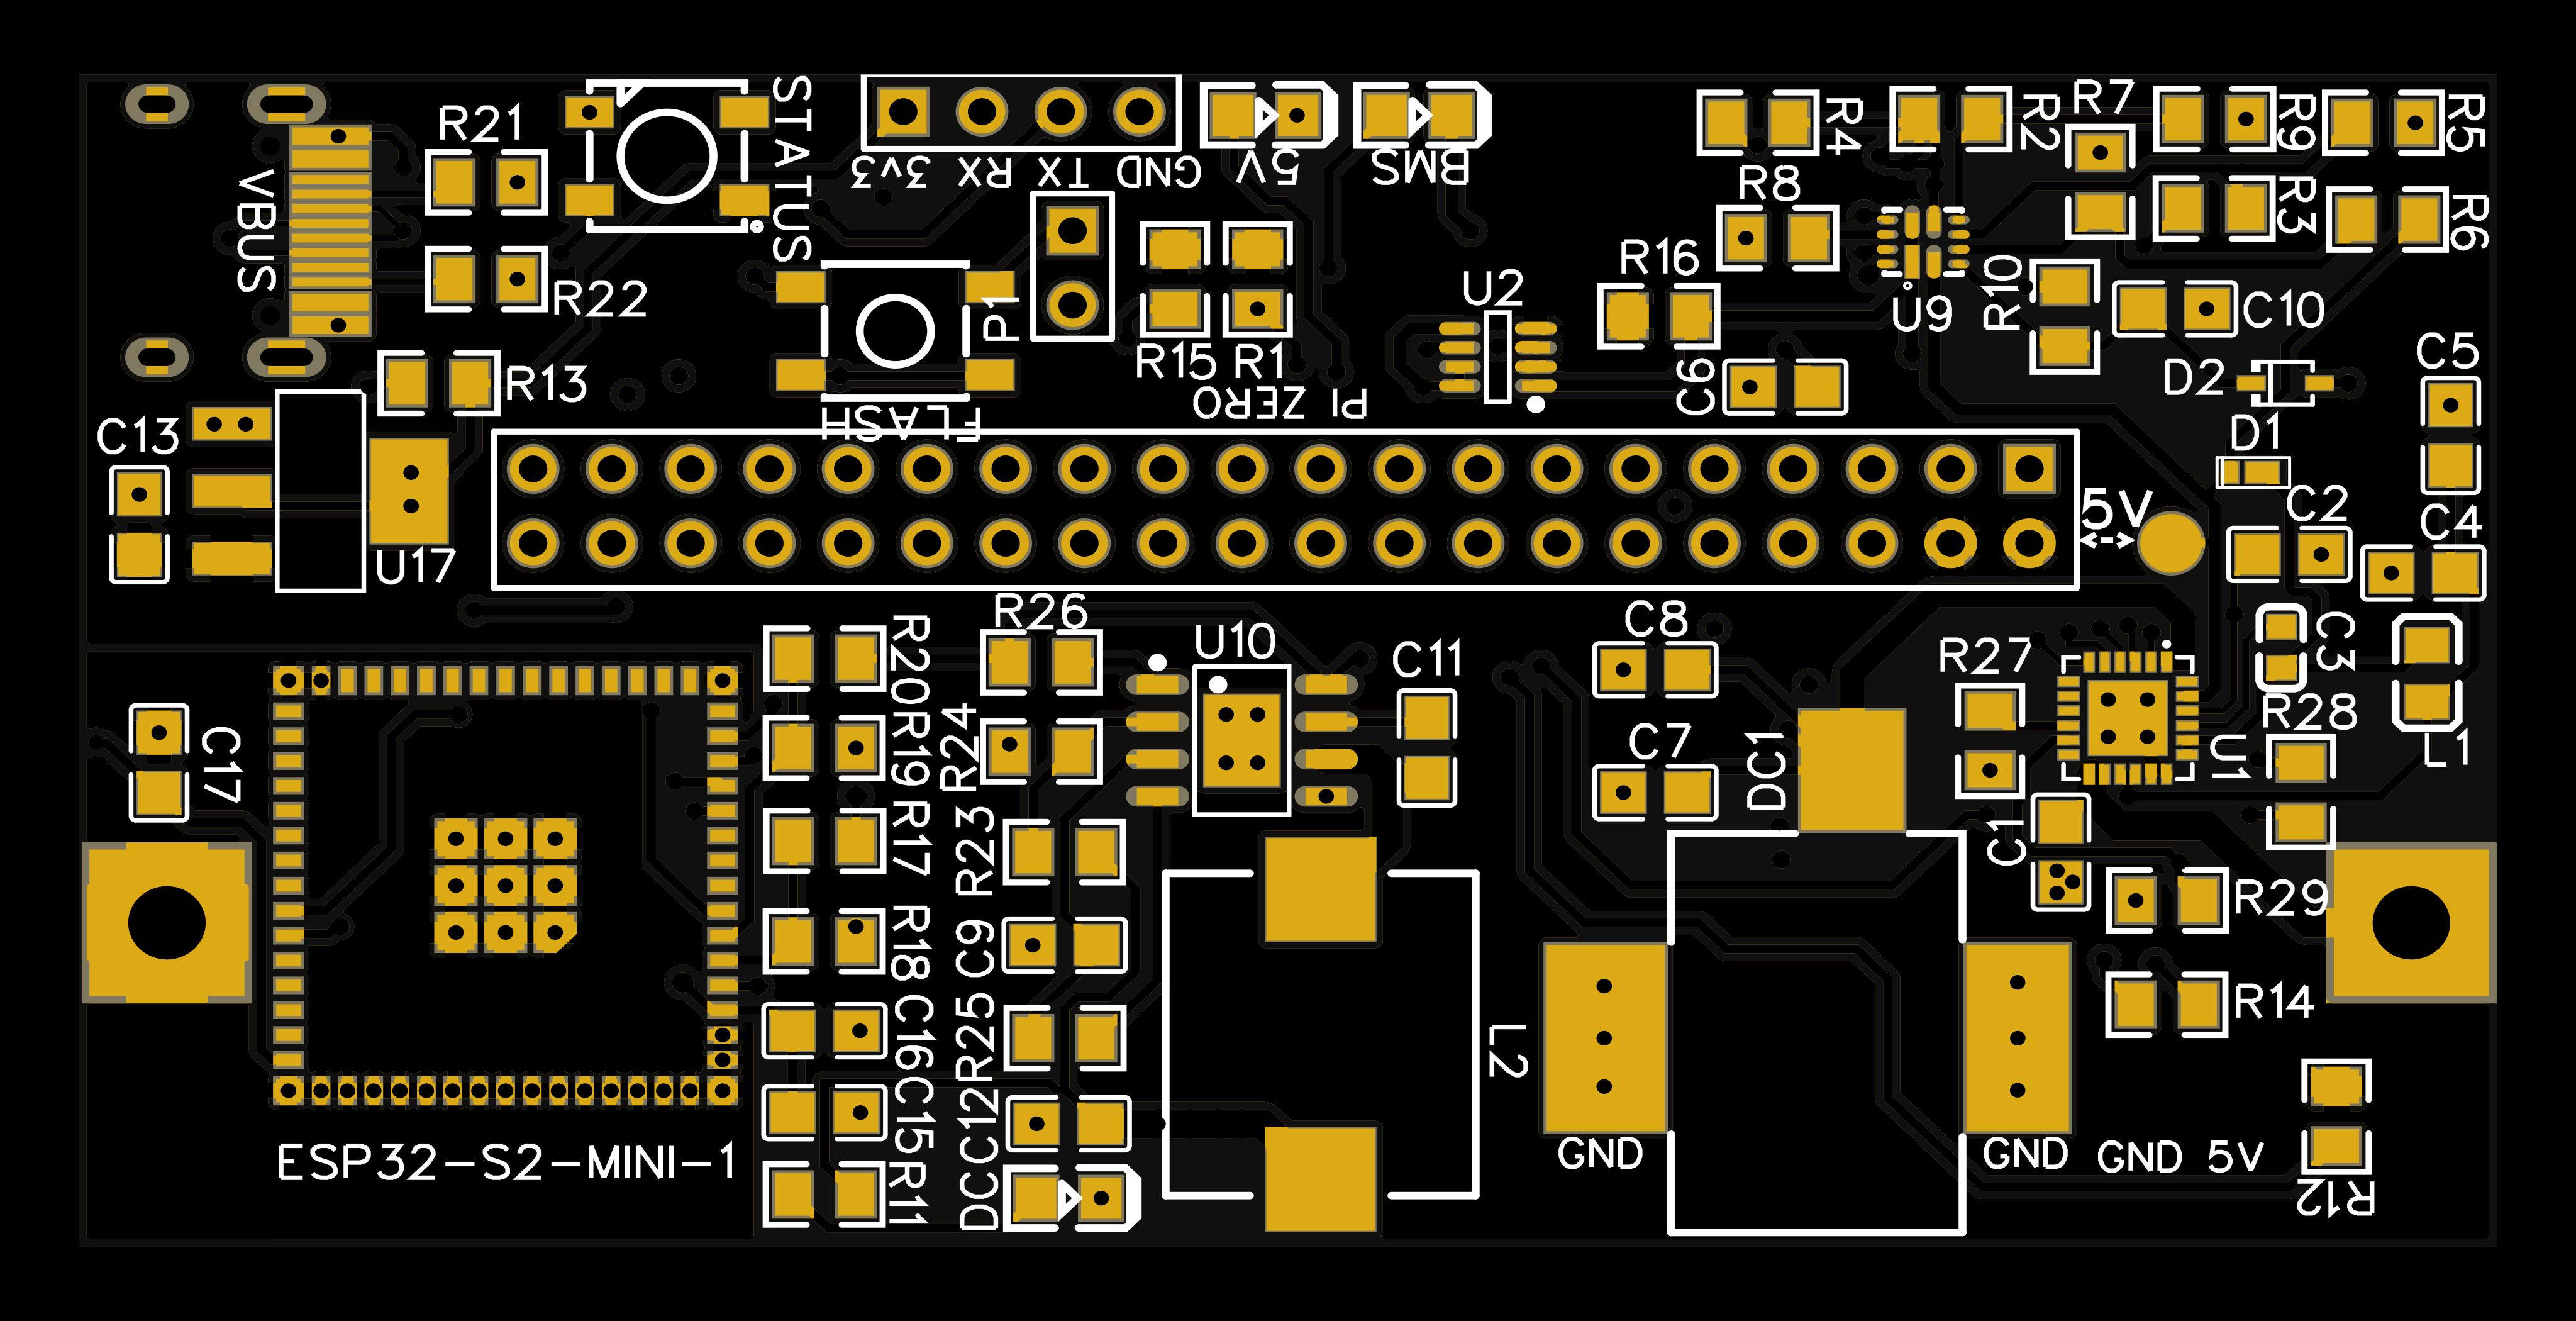 STATUS
R21
VBUS
R22
3v3
RX
TX
GND
5V
BMS
R4
R2
R7
R9
R5
R8
R3
R6
R16
U2
R10
U9
C10
P1
R15
R1
C6
D2
C5
R13
FLASH
PI ZERO
C13
D1
5V
C2
C4
U17
R26
R20
U10
C11
C8
R27
C3
C17
R19
R24
C7
DC1
R28
U1
L1
R17
R23
C1
R18
C9
R29
C16
R25
L2
R14
C15
C12
ESP32-S2-MINI-1
GND
GND
GND 5V
R11
DC
R12